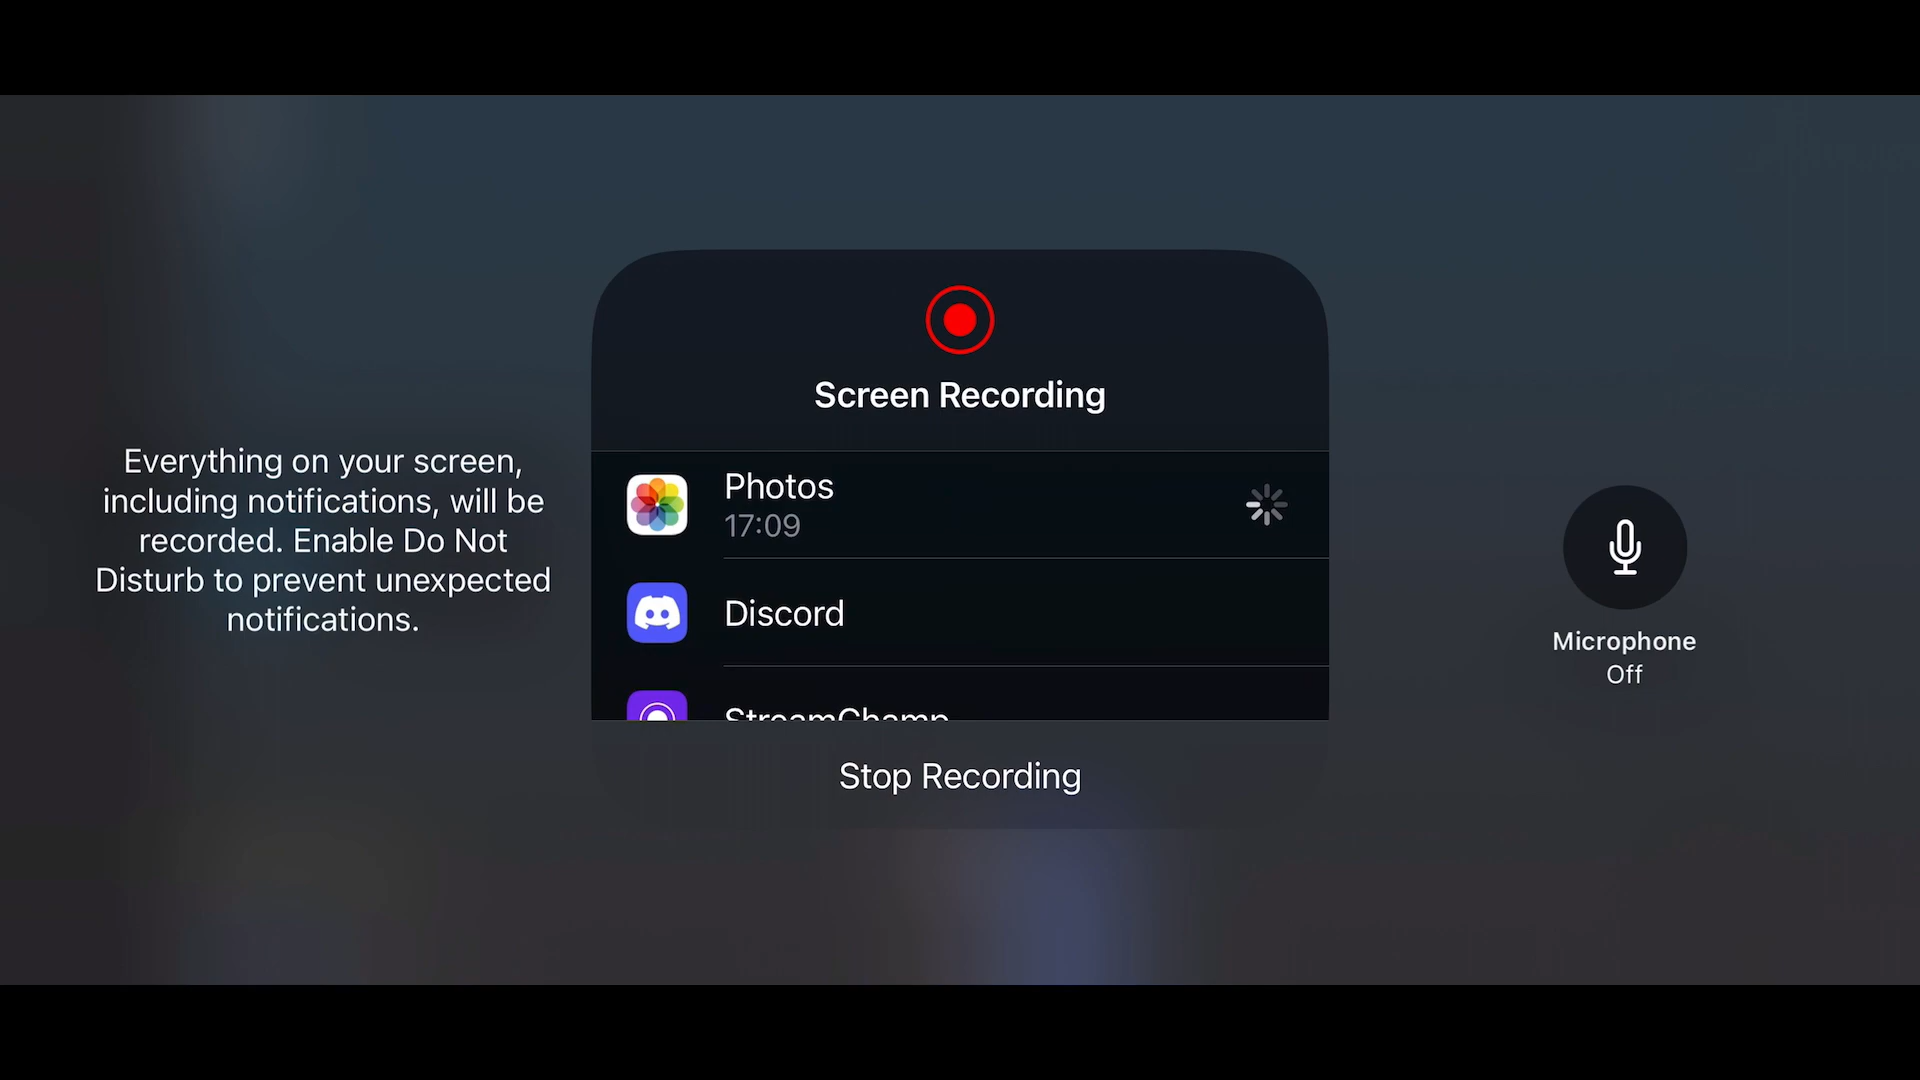 Screen Recording
Everything on your screen,
including notifications, will be
recorded. Enable Do Not
Disturb to prevent unexpected
notifications.
Photos
17:09
Discord
StreamChamp
Stop Recording
Microphone
Off